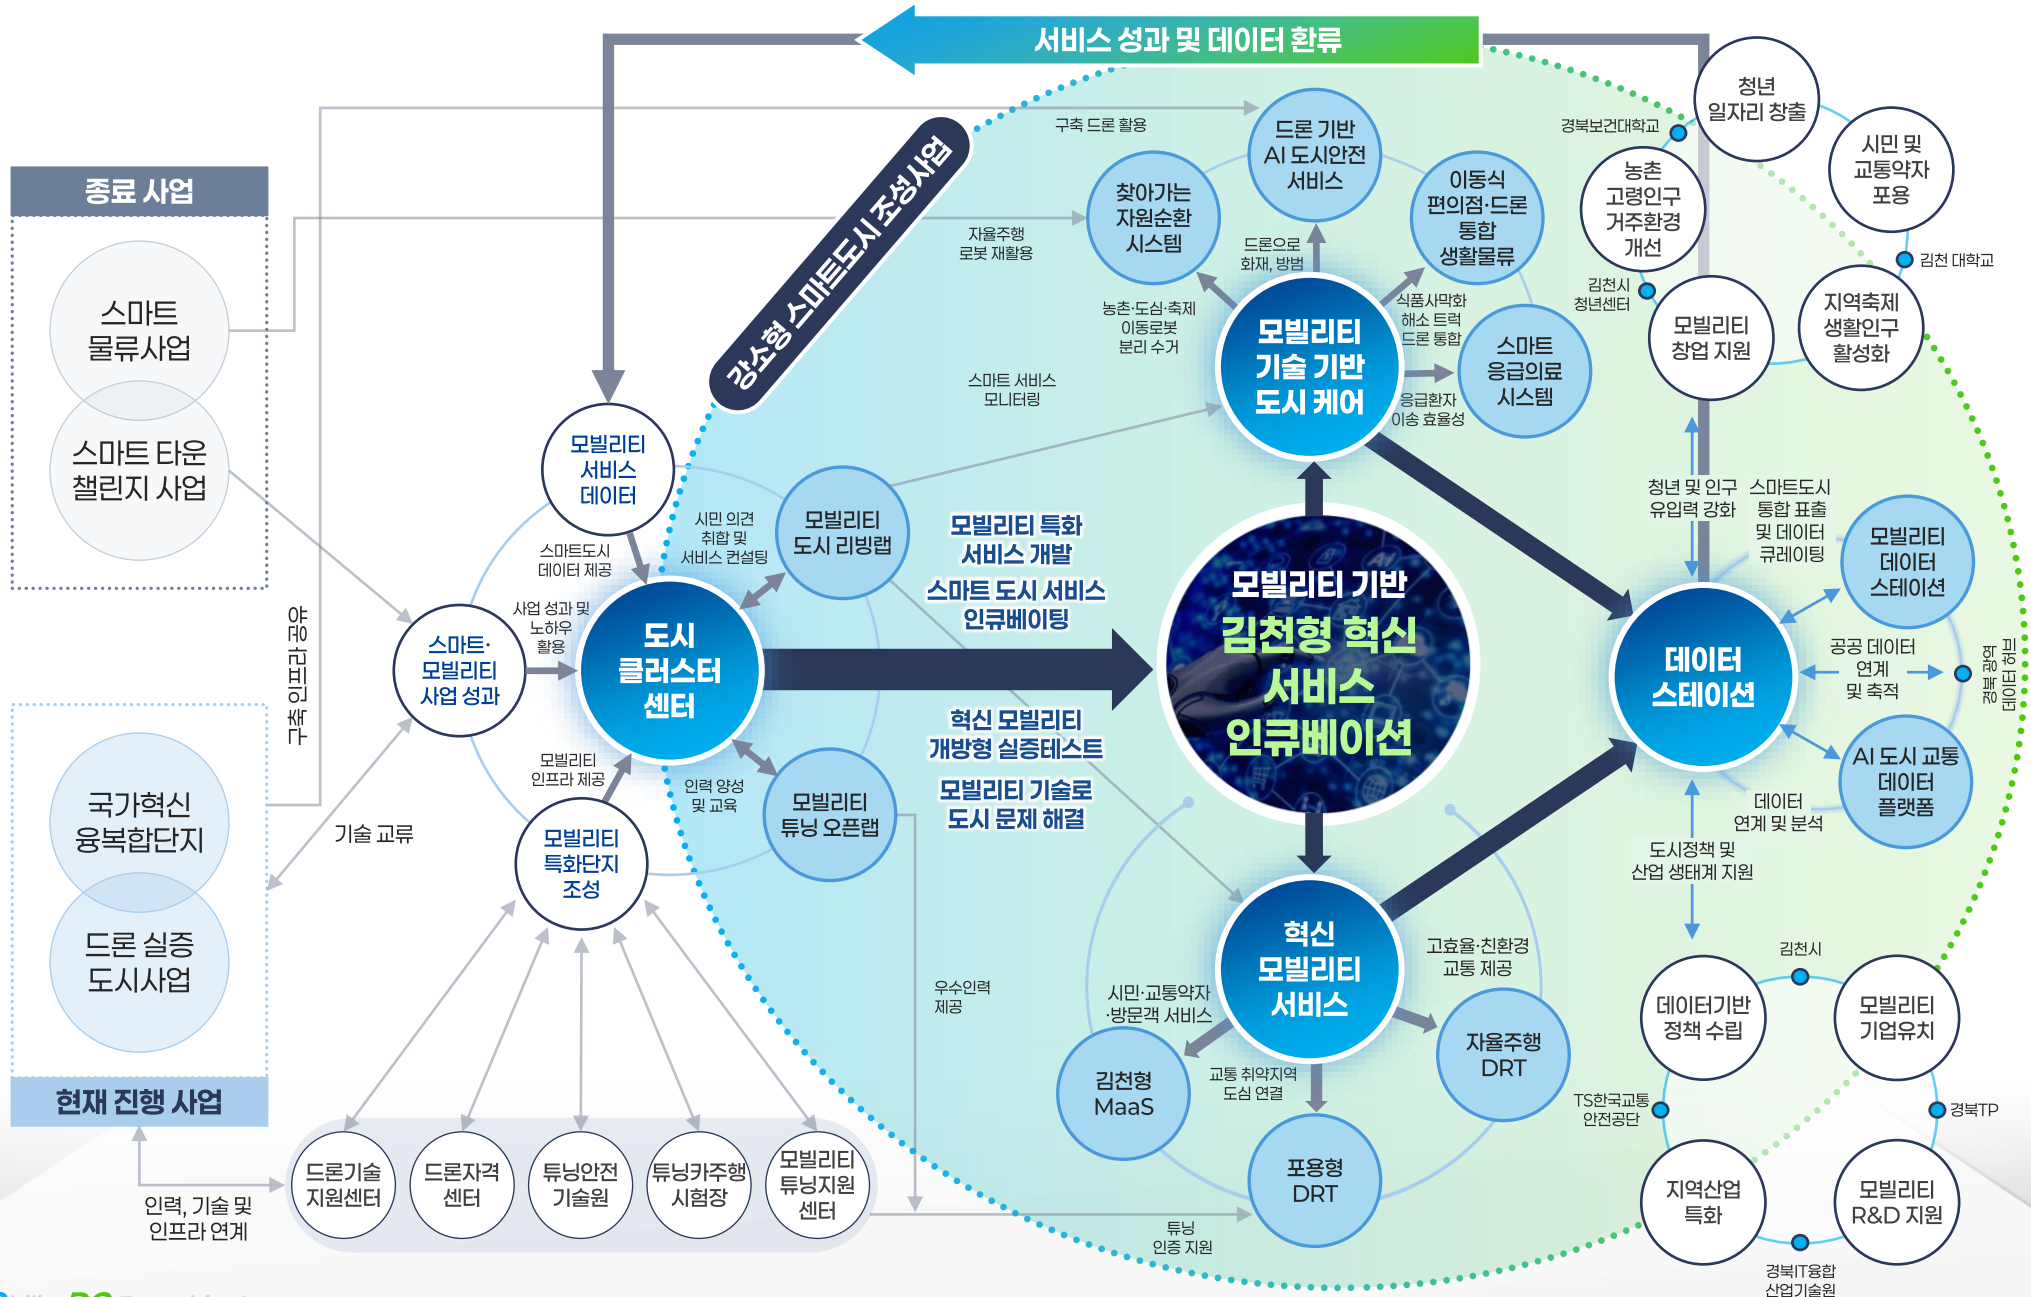 서비스 성과 및 데이터 환류
강소형 스마트도시 조성사업
종료 사업
스마트
물류사업
스마트 타운
챌린지 사업
국가혁신
융복합단지
드론 실증
도시사업
현재 진행 사업
인력, 기술 및
인프라 연계
구축 인프라 공유
기술 교류
모빌리티
서비스
데이터
스마트도시
데이터 제공
스마트·
모빌리티
사업 성과
사업 성과 및
노하우
활용
모빌리티
인프라 제공
모빌리티
특화단지
조성
도시
클러스터
센터
시민 의견
취합 및
서비스 컨설팅
모빌리티
도시 리빙랩
인력 양성
및 교육
모빌리티
튜닝 오픈랩
드론기술
지원센터
드론자격
센터
튜닝안전
기술원
튜닝카주행
시험장
모빌리티
튜닝지원
센터
우수인력
제공
튜닝
인증 지원
구축 드론 활용
자율주행
로봇 재활용
스마트 서비스
모니터링
모빌리티 특화
서비스 개발
스마트 도시 서비스
인큐베이팅
혁신 모빌리티
개방형 실증테스트
모빌리티 기술로
도시 문제 해결
찾아가는
자원순환
시스템
드론 기반
AI 도시안전
서비스
이동식
편의점·드론
통합
생활물류
스마트
응급의료
시스템
농촌·도심·축제
이동로봇
분리 수거
드론으로
화재, 방범
식품사막화
해소 트럭
드론 통합
응급환자
이송 효율성
모빌리티
기술 기반
도시 케어
모빌리티 기반
김천형 혁신
서비스
인큐베이션
혁신
모빌리티
서비스
시민·교통약자
·방문객 서비스
김천형
MaaS
교통 취약지역
도심 연결
포용형
DRT
고효율·친환경
교통 제공
자율주행
DRT
청년
일자리 창출
경북보건대학교
농촌
고령인구
거주환경
개선
시민 및
교통약자
포용
김천 대학교
김천시
청년센터
모빌리티
창업 지원
지역축제
생활인구
활성화
청년 및 인구
유입력 강화
스마트도시
통합 표출
및 데이터
큐레이팅
모빌리티
데이터
스테이션
데이터
스테이션
공공 데이터
연계
및 축적
경북 광역
데이터 허브
AI 도시 교통
데이터
플랫폼
데이터
연계 및 분석
도시정책 및
산업 생태계 지원
김천시
데이터기반
정책 수립
모빌리티
기업유치
TS한국교통
안전공단
경북TP
지역산업
특화
모빌리티
R&D 지원
경북IT융합
산업기술원